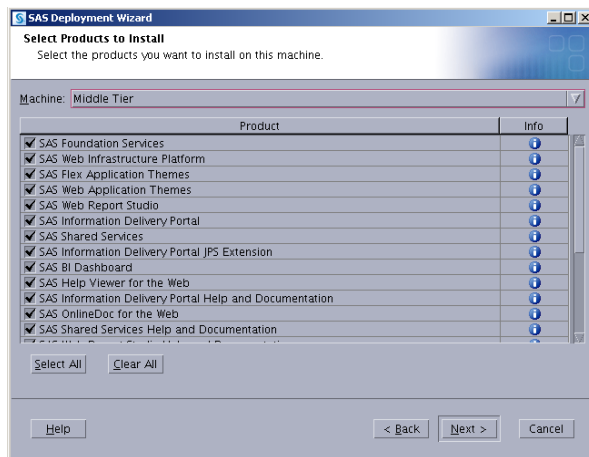 SAS Deployment Wizard
Select Products to Install
Select the products you want to install on this machine.
Machine: Middle Tier
Product Info
SAS Foundation Services
SAS Web Infrastructure Platform
SAS Flex Application Themes
SAS Web Application Themes
SAS Web Report Studio
SAS Information Delivery Portal
SAS Shared Services
SAS Information Delivery Portal JPS Extension
SAS BI Dashboard
SAS Help Viewer for the Web
SAS Information Delivery Portal Help and Documentation
SAS OnlineDoc for the Web
SAS Shared Services Help and Documentation
Select All Clear All
Help < Back Next > Cancel